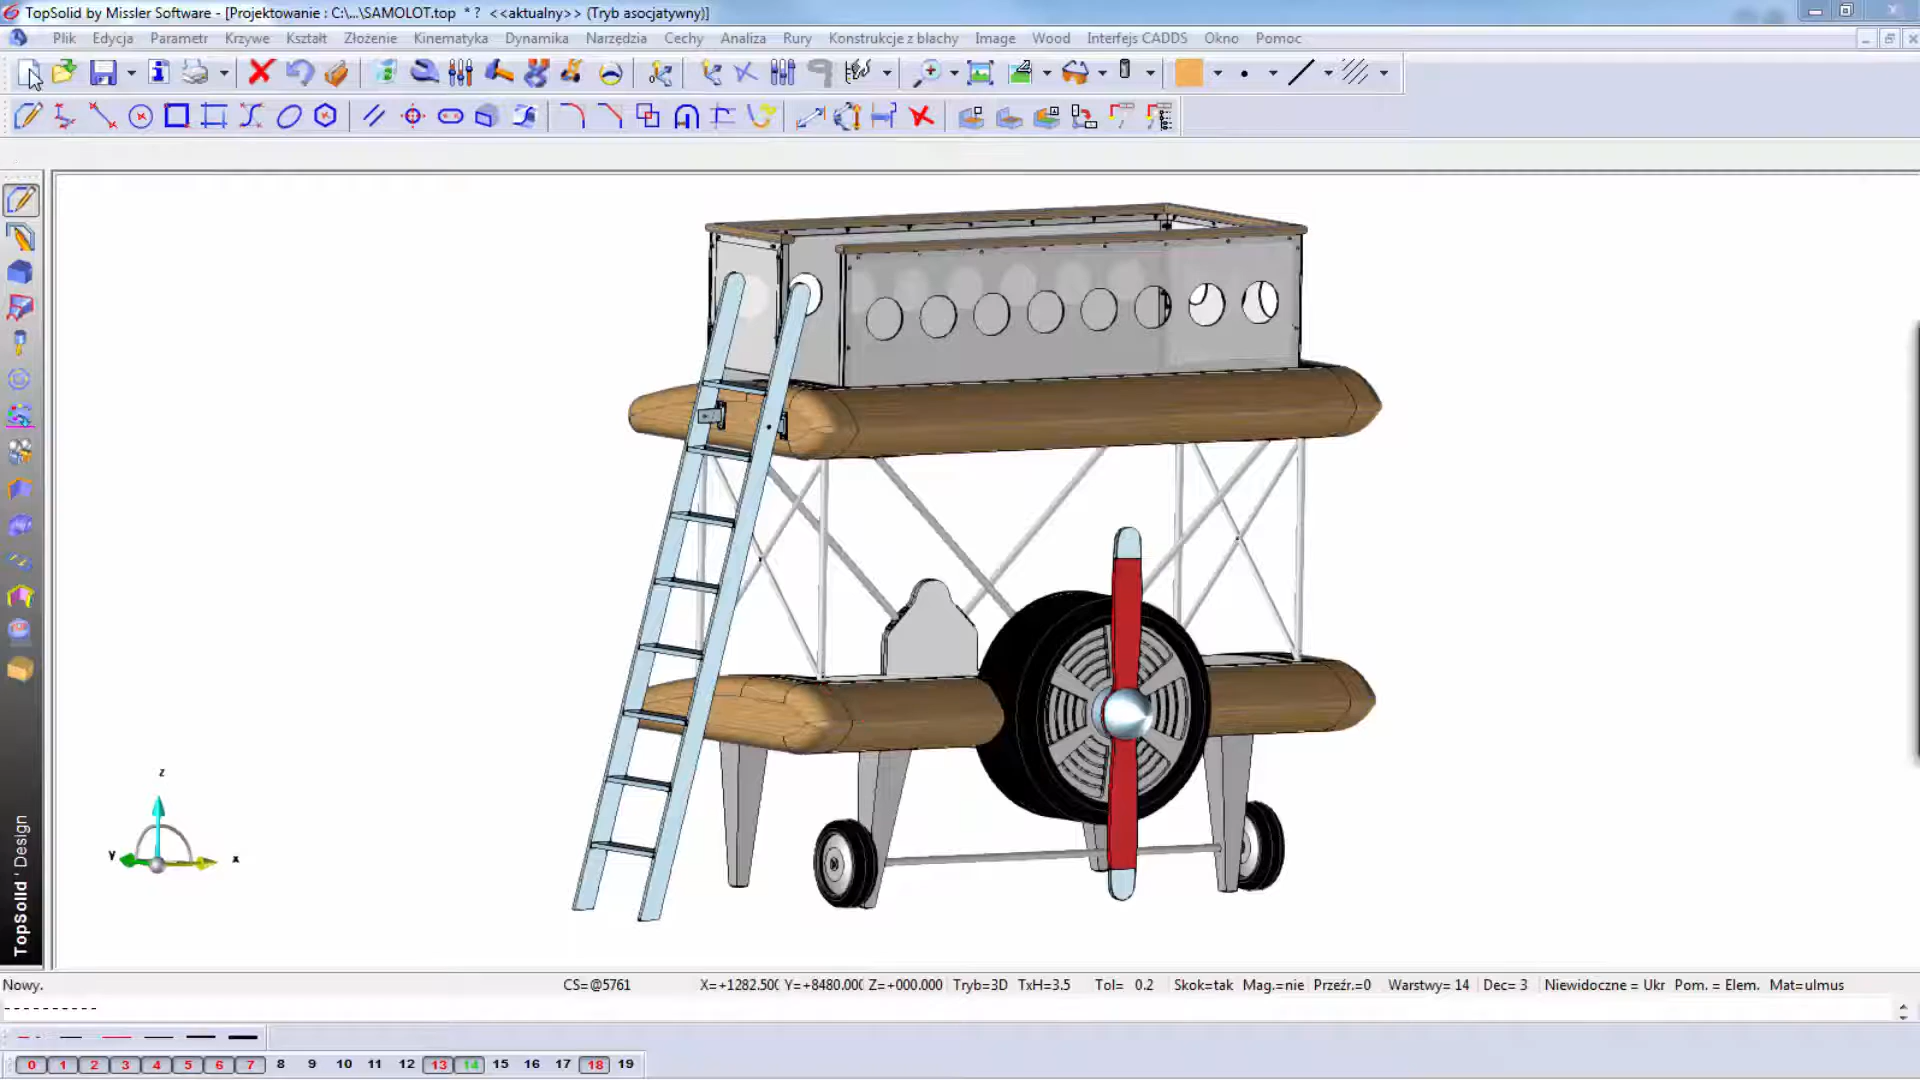 TopSolid by Missler Software - [Projektowanie : C:\...\SAMOLOT.top * ? <<aktualny>> (Tryb asocjatywny)]
Plik Edycja Parametr Krzywe Kształt Złożenie Kinematyka Dynamika Narzędzia Cechy Analiza Rury Konstrukcje z blachy Image Wood Interfejs CADDS Okno Pomoc
z
y
x
TopSolid'Design
Nowy. CS=@5761 X=+1282.500 Y=+8480.000 Z=+000.000 Tryb=3D TxH=3.5 Tol= 0.2 Skok=tak Mag.=nie Przeźr.=0 Warstwy= 14 Dec= 3 Niewidoczne = Ukr Pom. = Elem. Mat=ulmus
----------
0 1 2 3 4 5 6 7 8 9 10 11 12 13 14 15 16 17 18 19